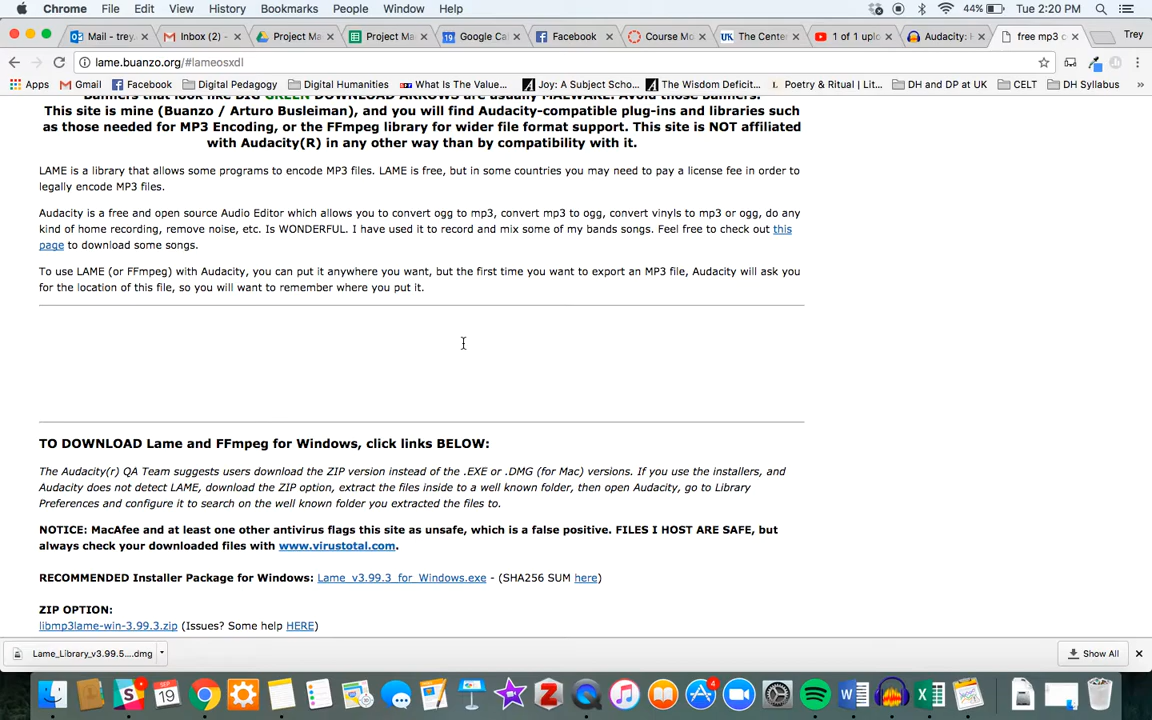 Chrome File Edit View History Bookmarks People Window Help 44% Tue 2:20 PM
Mail - trey. Inbox (2) - Project Ma Project Ma Google Ca Facebook Course Mo UK The Cente 1 of 1 uplo Audacity: free mp3 c Trey
lame.buanzo.org/#lameosxdl
Apps Gmail Facebook Digital Pedagogy Digital Humanities What Is The Value... Joy: A Subject Scho... The Wisdom Deficit... Poetry & Ritual | Lit... DH and DP at UK CELT DH Syllabus »
Banners that look like BIG GREEN DOWNLOAD ARROWS are usually MALWARE. Avoid those banners.
This site is mine (Buanzo / Arturo Busleiman), and you will find Audacity-compatible plug-ins and libraries such
as those needed for MP3 Encoding, or the FFmpeg library for wider file format support. This site is NOT affiliated
with Audacity(R) in any other way than by compatibility with it.
LAME is a library that allows some programs to encode MP3 files. LAME is free, but in some countries you may need to pay a license fee in order to
legally encode MP3 files.
Audacity is a free and open source Audio Editor which allows you to convert ogg to mp3, convert mp3 to ogg, convert vinyls to mp3 or ogg, do any
kind of home recording, remove noise, etc. Is WONDERFUL. I have used it to record and mix some of my bands songs. Feel free to check out this
page to download some songs.
To use LAME (or FFmpeg) with Audacity, you can put it anywhere you want, but the first time you want to export an MP3 file, Audacity will ask you
for the location of this file, so you will want to remember where you put it.
TO DOWNLOAD Lame and FFmpeg for Windows, click links BELOW:
The Audacity(r) QA Team suggests users download the ZIP version instead of the .EXE or .DMG (for Mac) versions. If you use the installers, and
Audacity does not detect LAME, download the ZIP option, extract the files inside to a well known folder, then open Audacity, go to Library
Preferences and configure it to search on the well known folder you extracted the files to.
NOTICE: MacAfee and at least one other antivirus flags this site as unsafe, which is a false positive. FILES I HOST ARE SAFE, but
always check your downloaded files with www.virustotal.com.
RECOMMENDED Installer Package for Windows: Lame_v3.99.3_for_Windows.exe - (SHA256 SUM here)
ZIP OPTION:
libmp3lame-win-3.99.3.zip (Issues? Some help HERE)
Lame_Library_v3.99.5....dmg Show All
SEP 19 4